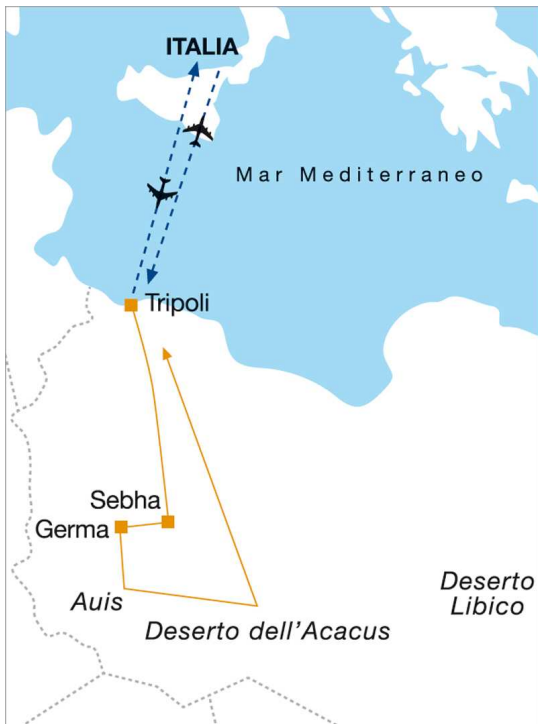 ITALIA
Mar Mediterraneo
Tripoli
Sebha
Germa
Auis
Deserto dell'Acacus
Deserto
Libico